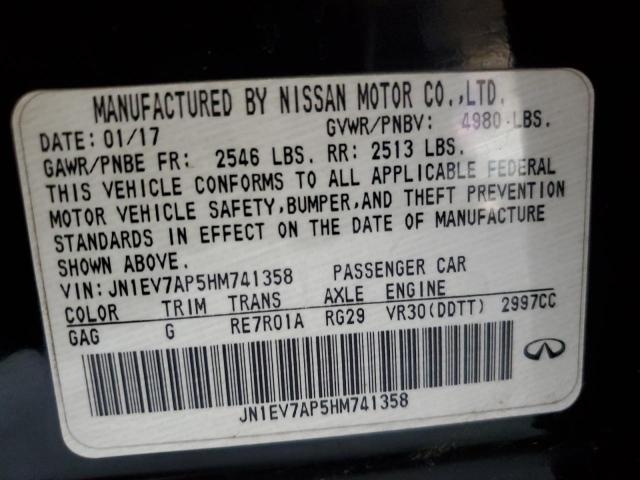 MANUFACTURED BY NISSAN MOTOR CO.,LTD.
DATE: 01/17 GVWR/PNBV: 4980 LBS.
GAWR/PNBE FR: 2546 LBS. RR: 2513 LBS.
THIS VEHICLE CONFORMS TO ALL APPLICABLE FEDERAL
MOTOR VEHICLE SAFETY,BUMPER,AND THEFT PREVENTION
STANDARDS IN EFFECT ON THE DATE OF MANUFACTURE
SHOWN ABOVE.
VIN: JN1EV7AP5HM741358 PASSENGER CAR
COLOR TRIM TRANS AXLE ENGINE
GAG G RE7R01A RG29 VR30(DDTT) 2997CC
JN1EV7AP5HM741358